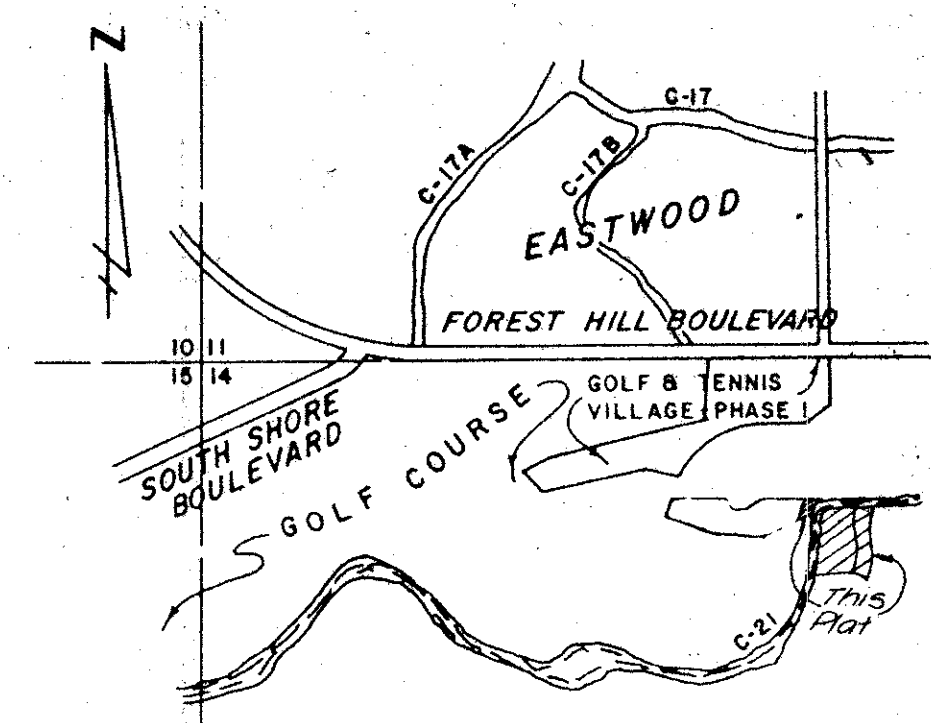 N
C-17
C-17A
C-17B
EASTWOOD
FOREST HILL BOULEVARD
10 11
15 14
GOLF & TENNIS
VILLAGE PHASE I
SOUTH SHORE
BOULEVARD
GOLF COURSE
C-21
This
Plat